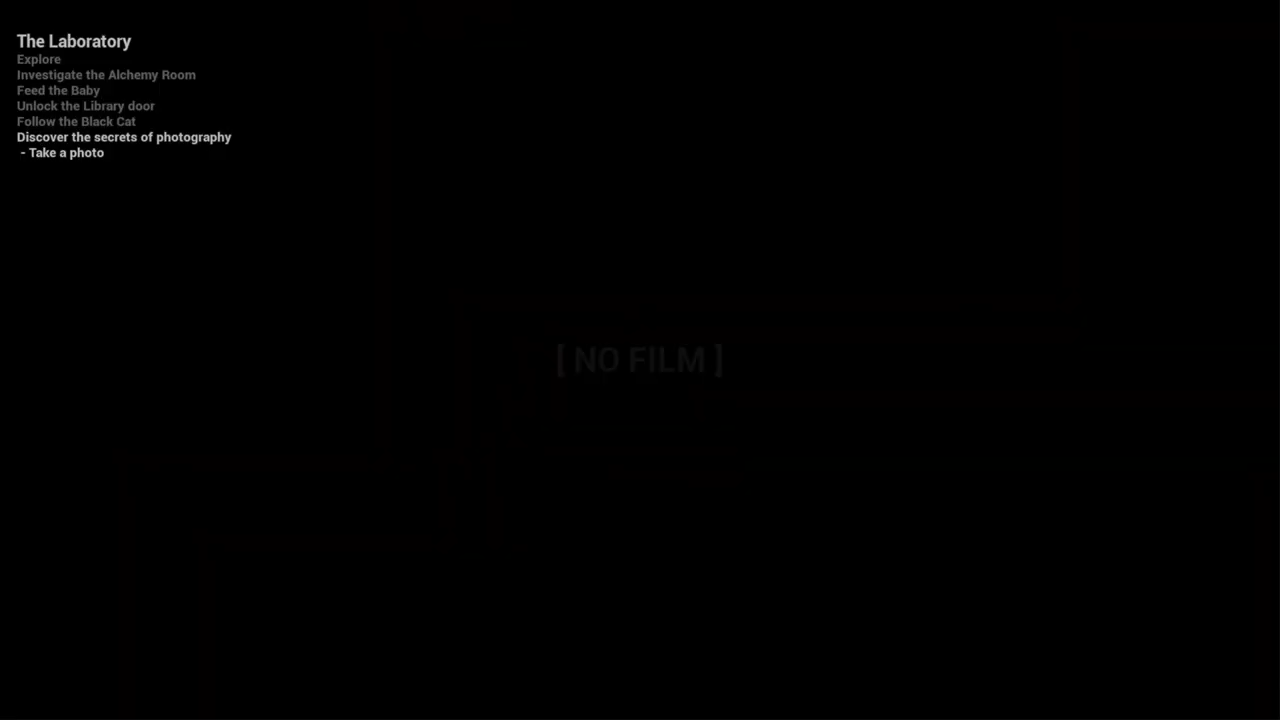 The Laboratory
Explore
Investigate the Alchemy Room
Feed the Baby
Unlock the Library door
Follow the Black Cat
Discover the secrets of photography
- Take a photo
[ NO FILM ]